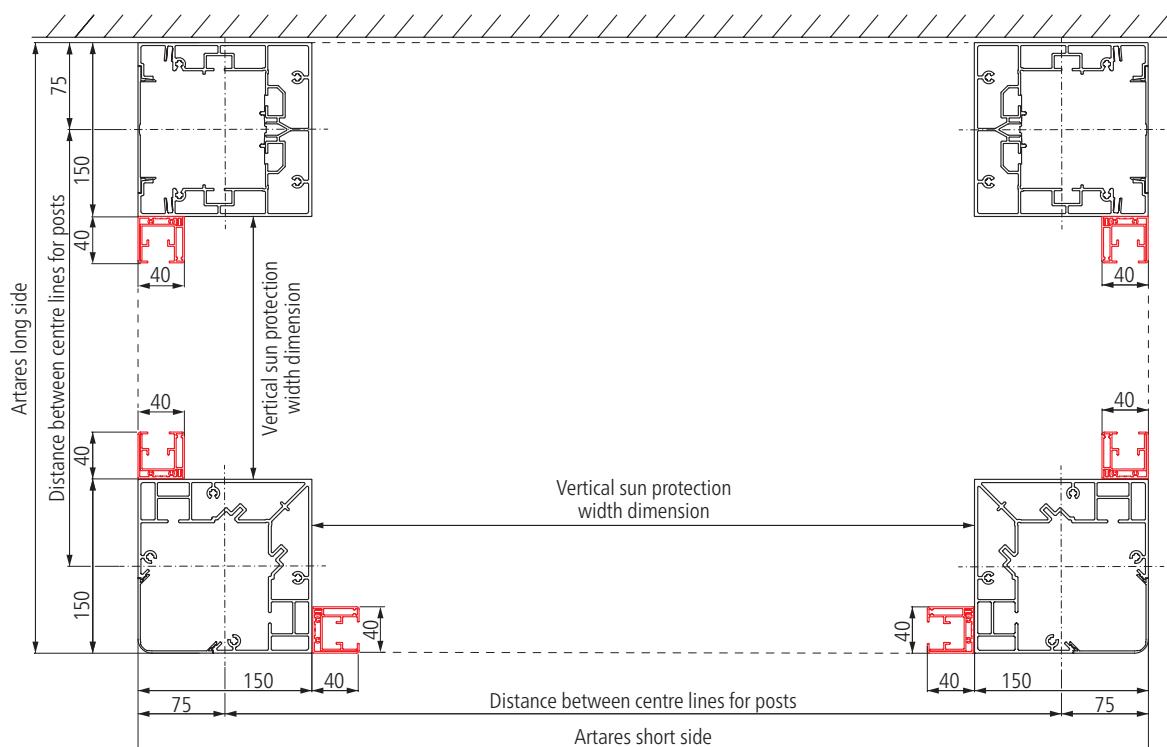 75
150
40
40
40
Artares long side
Distance between centre lines for posts
Vertical sun protection
width dimension
40
40
40
150
Vertical sun protection
width dimension
40
40
150
40
40
150
75
Distance between centre lines for posts
75
Artares short side